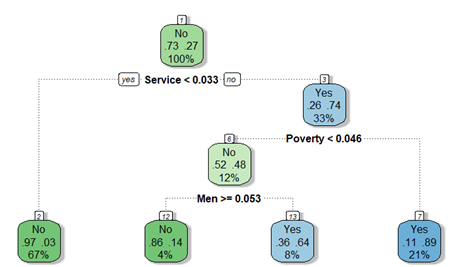 1
No
.73 .27
100%
yes Service < 0.033 no
3
Yes
.26 .74
33%
Poverty < 0.046
6
No
.52 .48
12%
Men >= 0.053
2
No
.97 .03
67%
12
No
.86 .14
4%
13
Yes
.36 .64
8%
7
Yes
.11 .89
21%